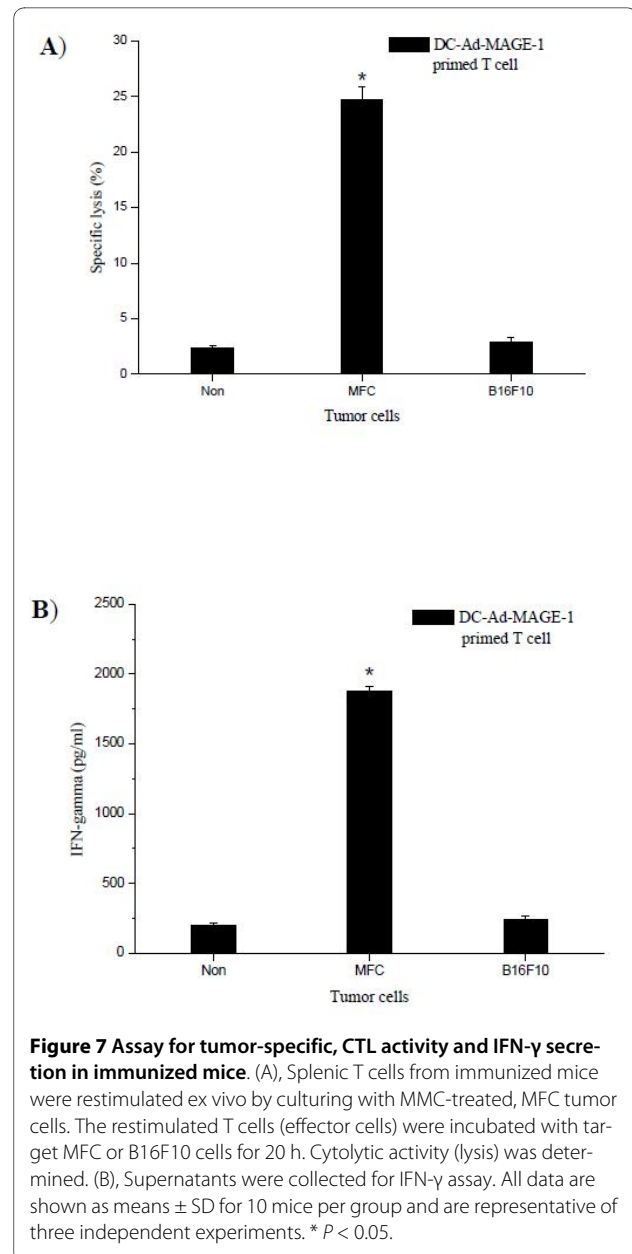 A)
30
25
20
15
10
5
0
Specific lysis (%)
DC-Ad-MAGE-1
primed T cell
*
Non MFC B16F10
Tumor cells
B)
2500
2000
1500
1000
500
0
IFN-gamma (pg/ml)
DC-Ad-MAGE-1
primed T cell
*
Non MFC B16F10
Tumor cells
Figure 7 Assay for tumor-specific, CTL activity and IFN-γ secre-
tion in immunized mice. (A), Splenic T cells from immunized mice
were restimulated ex vivo by culturing with MMC-treated, MFC tumor
cells. The restimulated T cells (effector cells) were incubated with tar-
get MFC or B16F10 cells for 20 h. Cytolytic activity (lysis) was deter-
mined. (B), Supernatants were collected for IFN-γ assay. All data are
shown as means ± SD for 10 mice per group and are representative of
three independent experiments. * P < 0.05.